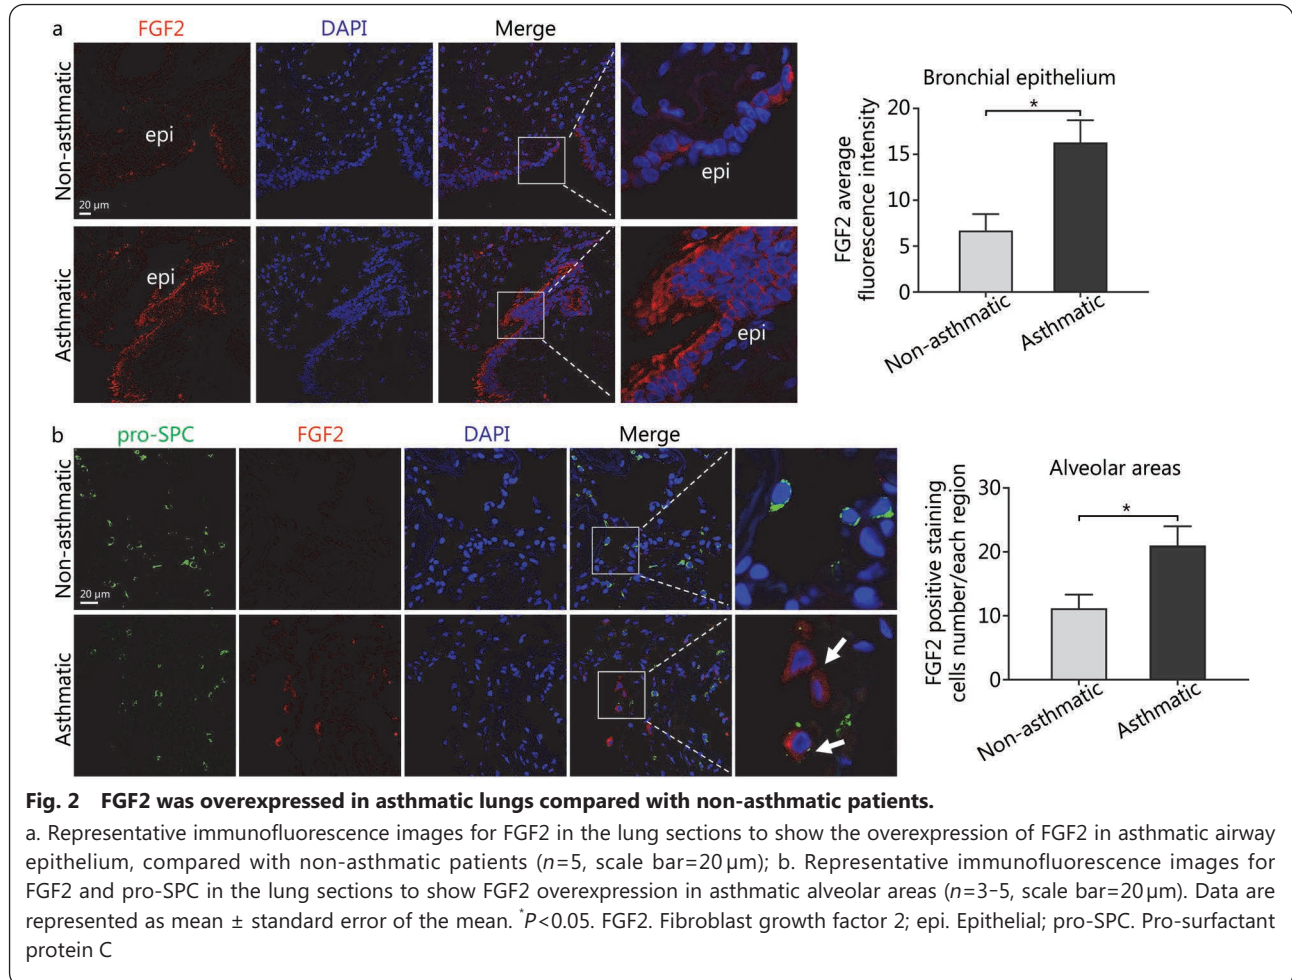 a
FGF2
DAPI
Merge
Non-asthmatic
epi
20 μm
epi
Asthmatic
epi
epi
Bronchial epithelium
FGF2 average
fluorescence intensity
20
15
10
5
0
*
Non-asthmatic
Asthmatic
b
pro-SPC
FGF2
DAPI
Merge
Non-asthmatic
20 μm
Asthmatic
Alveolar areas
FGF2 positive staining
cells number/each region
30
20
10
0
*
Non-asthmatic
Asthmatic
Fig. 2 FGF2 was overexpressed in asthmatic lungs compared with non-asthmatic patients.
a. Representative immunofluorescence images for FGF2 in the lung sections to show the overexpression of FGF2 in asthmatic airway
epithelium, compared with non-asthmatic patients (n=5, scale bar=20 μm); b. Representative immunofluorescence images for
FGF2 and pro-SPC in the lung sections to show FGF2 overexpression in asthmatic alveolar areas (n=3−5, scale bar=20 μm). Data are
represented as mean ± standard error of the mean. *P<0.05. FGF2. Fibroblast growth factor 2; epi. Epithelial; pro-SPC. Pro-surfactant
protein C